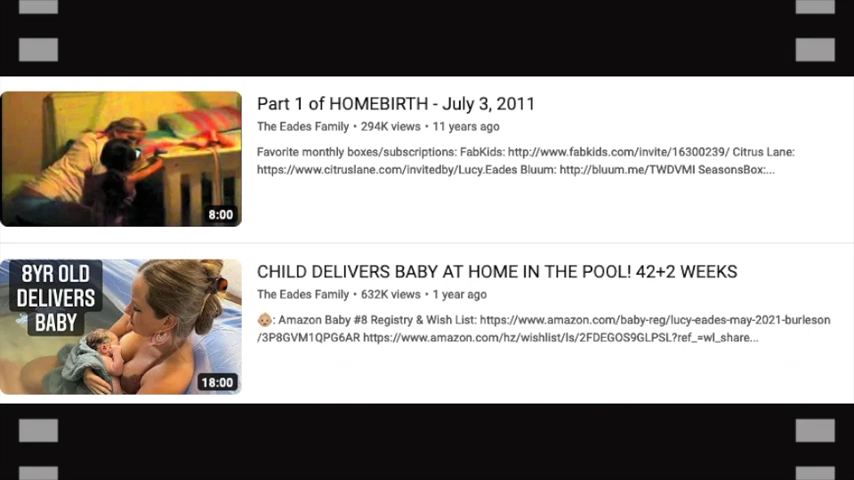 Part 1 of HOMEBIRTH - July 3, 2011
The Eades Family • 294K views • 11 years ago
Favorite monthly boxes/subscriptions: FabKids: http://www.fabkids.com/invite/16300239/ Citrus Lane:
https://www.citruslane.com/invitedby/Lucy.Eades Bluum: http://bluum.me/TWDVMI SeasonsBox:...
8:00
8YR OLD
DELIVERS
BABY
CHILD DELIVERS BABY AT HOME IN THE POOL! 42+2 WEEKS
The Eades Family • 632K views • 1 year ago
👶🏼: Amazon Baby #8 Registry & Wish List: https://www.amazon.com/baby-reg/lucy-eades-may-2021-burleson
/3P8GVM1QPG6AR https://www.amazon.com/hz/wishlist/ls/2FDEGOS9GLPSL?ref_=wl_share...
18:00